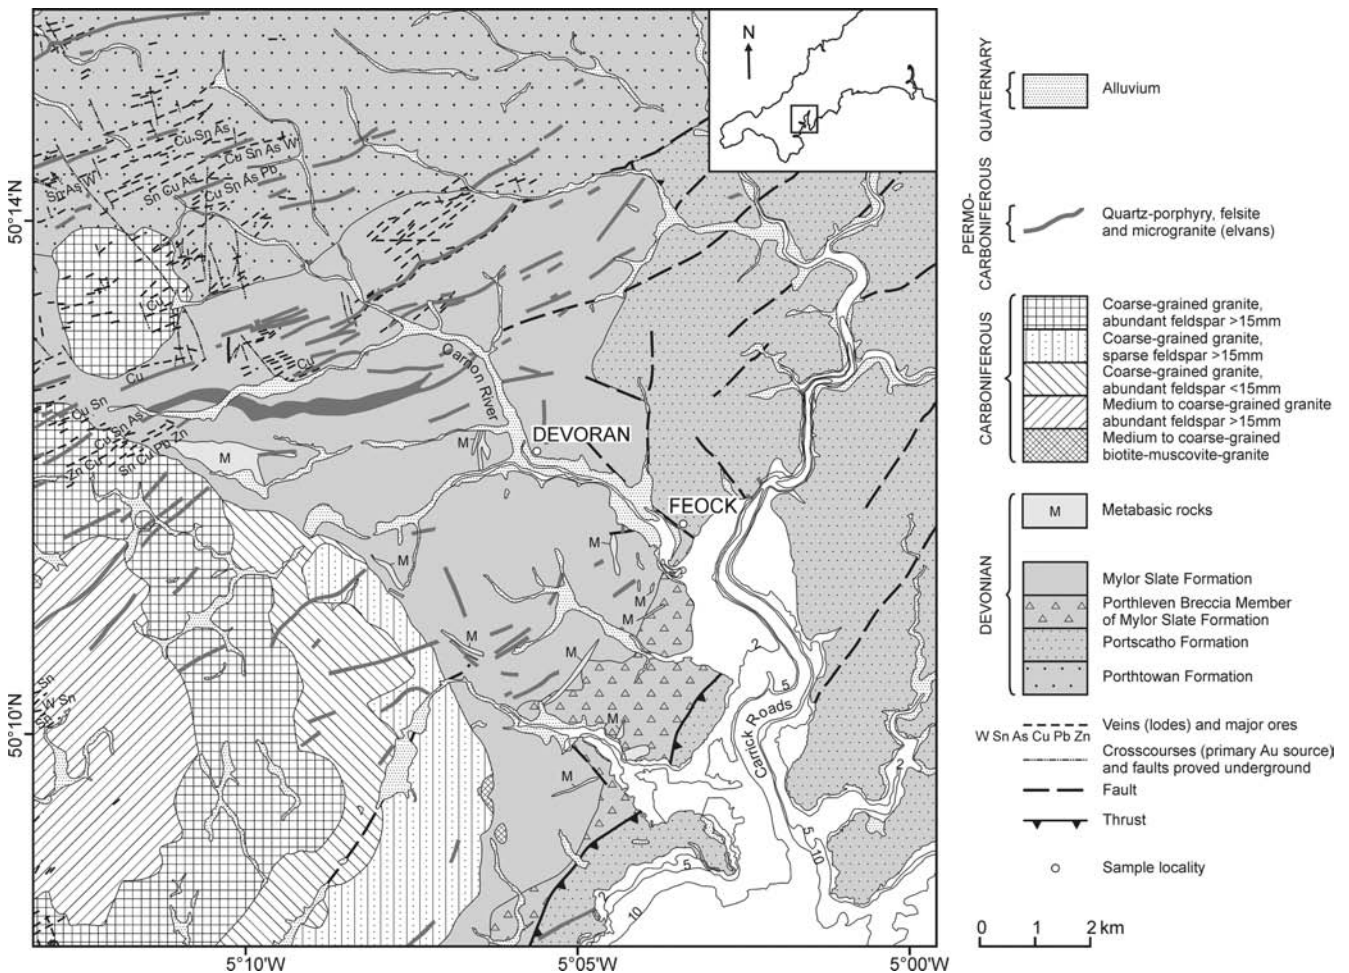 N
Cu Sn As
Cu Sn As W
Sn As W
Sn Cu As
Cu Sn As Pb
Cu
Cu
Cu
Carnon River
Cu Sn
Cu Sn As
Zn Cu
Sn Cu Pb Zn
M
M
DEVORAN
FEOCK
M
M
M
M
M
M
M
M
Sn
W Sn
Sn
2
5
Carrick Roads
2
5
10
5
2
10
50°14'N
50°10'N
5°10'W
5°05'W
5°00'W
QUATERNARY
Alluvium
PERMO-
CARBONIFEROUS
Quartz-porphyry, felsite
and microgranite (elvans)
CARBONIFEROUS
Coarse-grained granite,
abundant feldspar >15mm
Coarse-grained granite,
sparse feldspar >15mm
Coarse-grained granite,
abundant feldspar <15mm
Medium to coarse-grained granite
abundant feldspar >15mm
Medium to coarse-grained
biotite-muscovite-granite
DEVONIAN
M
Metabasic rocks
Mylor Slate Formation
Porthleven Breccia Member
of Mylor Slate Formation
Portscatho Formation
Porthtowan Formation
W Sn As Cu Pb Zn
Veins (lodes) and major ores
Crosscourses (primary Au source)
and faults proved underground
Fault
Thrust
Sample locality
0 1 2 km